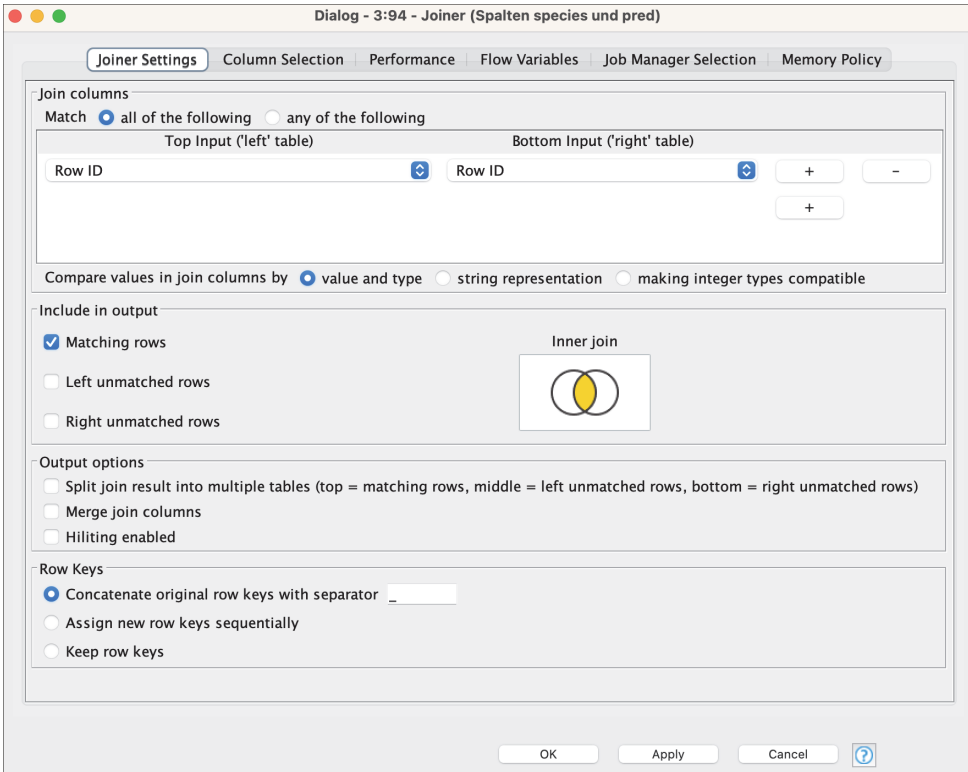 Dialog - 3:94 - Joiner (Spalten species und pred)
Joiner Settings Column Selection Performance Flow Variables Job Manager Selection Memory Policy
Join columns
Match all of the following any of the following
Top Input ('left' table) Bottom Input ('right' table)
Row ID Row ID + -
+
Compare values in join columns by value and type string representation making integer types compatible
Include in output
Matching rows Inner join
Left unmatched rows
Right unmatched rows
Output options
Split join result into multiple tables (top = matching rows, middle = left unmatched rows, bottom = right unmatched rows)
Merge join columns
Hiliting enabled
Row Keys
Concatenate original row keys with separator _
Assign new row keys sequentially
Keep row keys
OK Apply Cancel ?